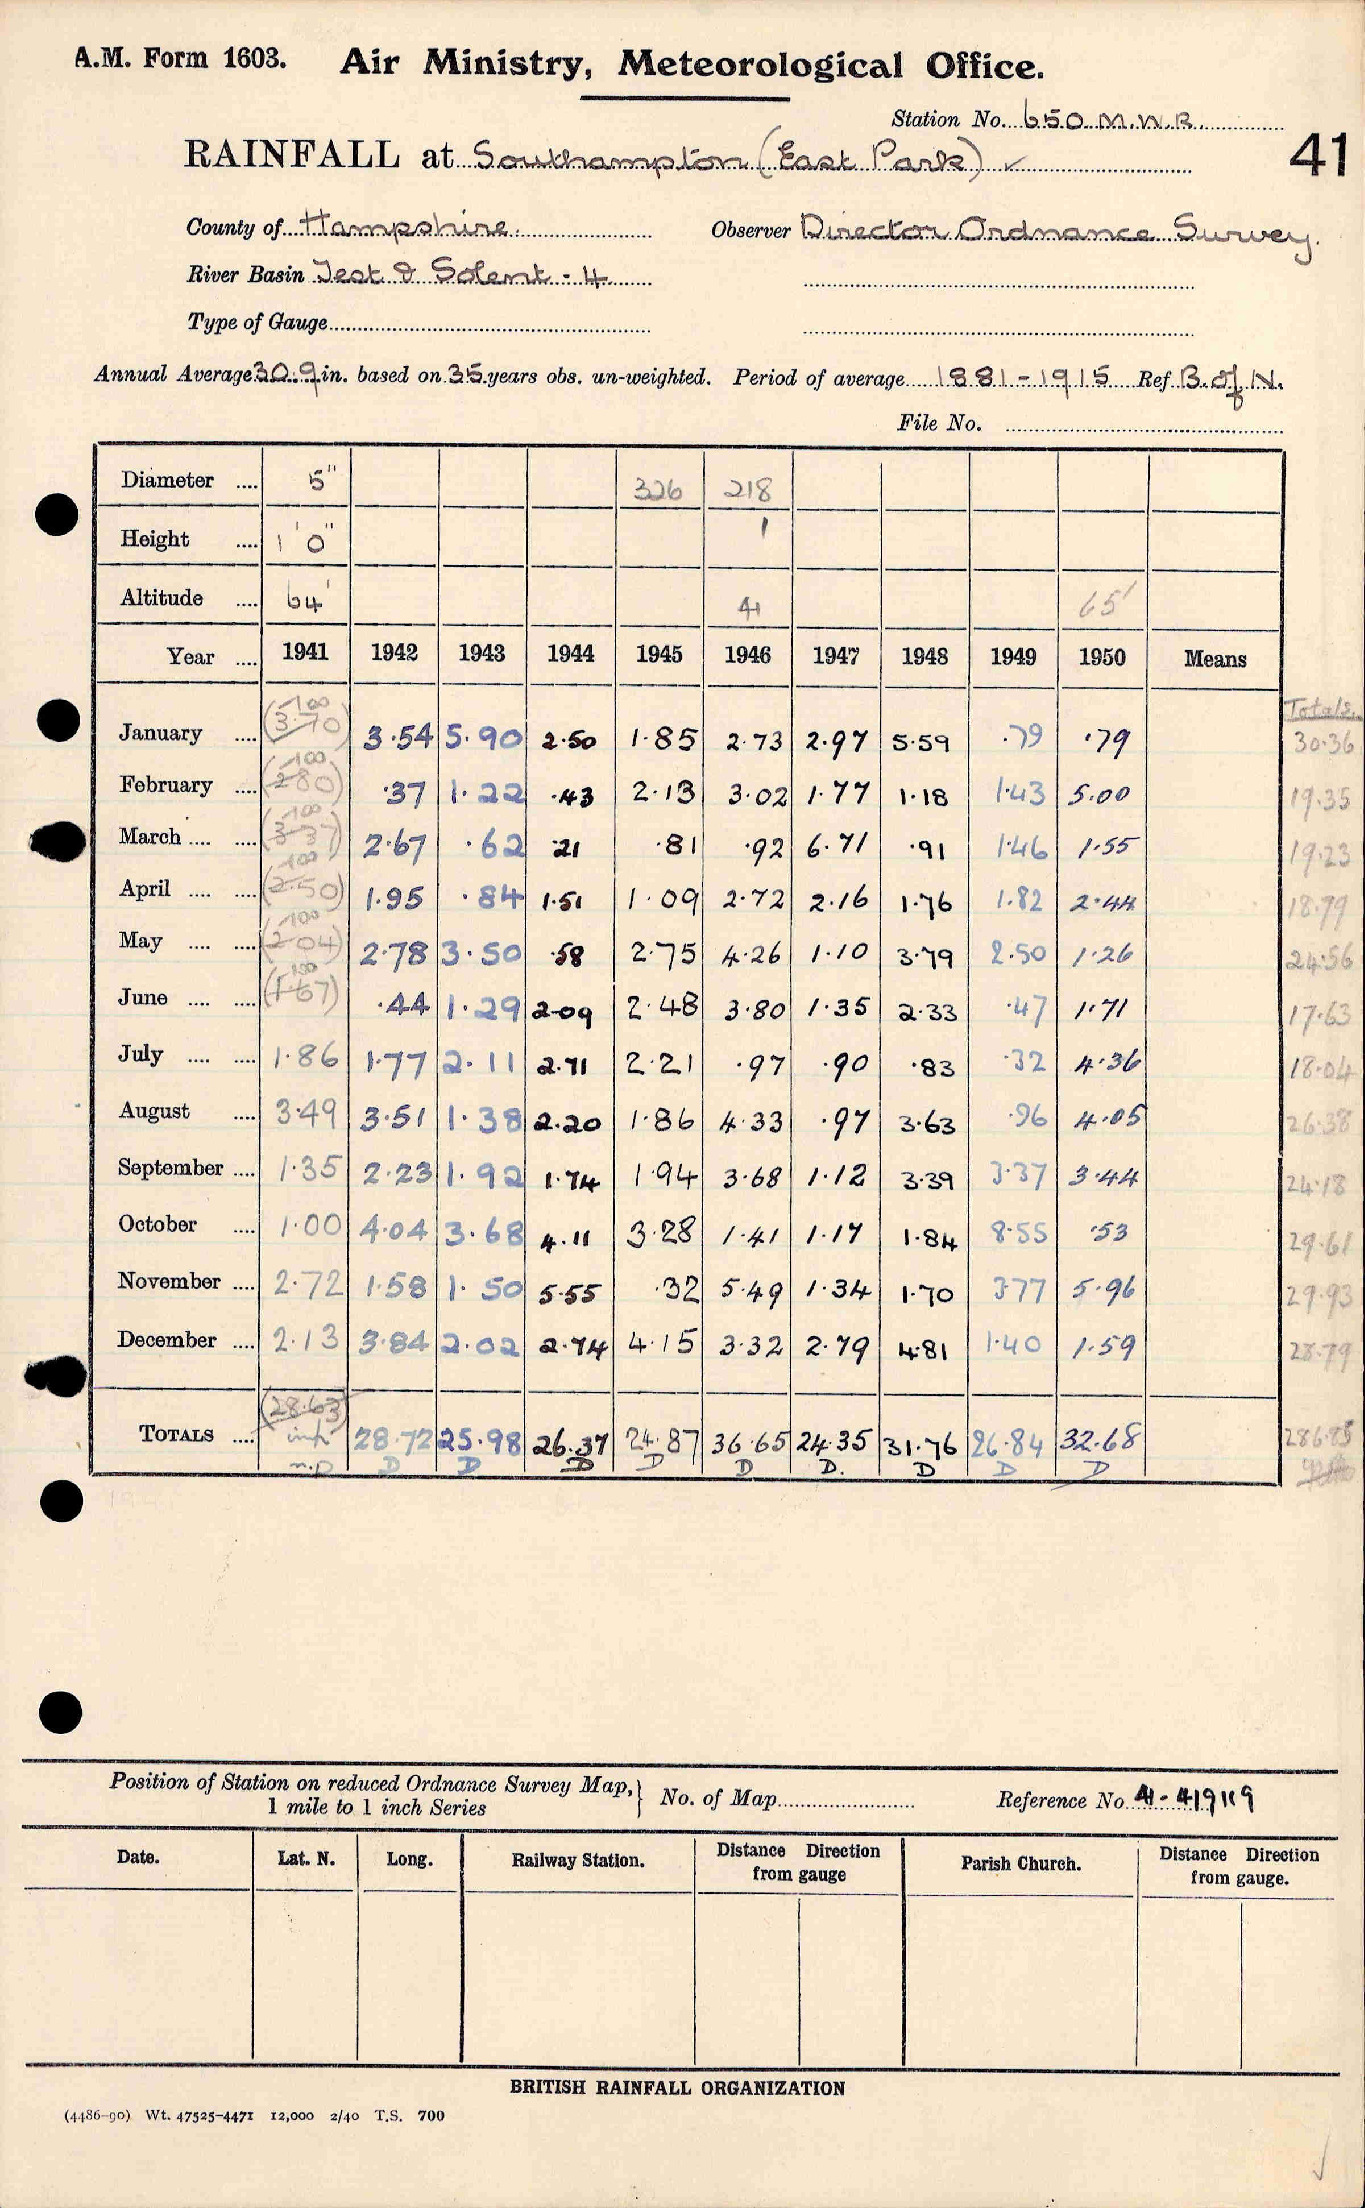 A.M. Form 1603. Air Ministry, Meteorological Office.
Station No. 650 M.W.R.
RAINFALL at Southampton (East Park) ✓
41
County of Hampshire. Observer Director Ordnance Survey.
River Basin Test & Solent - 4
Type of Gauge
Annual Average 30.9 in. based on 35 years obs. un-weighted. Period of average 1881-1915 Ref. B. of N.
File No.
Diameter .... 5" 326 218
Height .... 1' 0" 1
Altitude .... 64' 4 65'
Year .... 1941 1942 1943 1944 1945 1946 1947 1948 1949 1950 Means
Totals.
January .... (3.70) 3.54 5.90 2.50 1.85 2.73 2.97 5.59 .79 .79 30.36
February .... (2.80) .37 1.22 .43 2.13 3.02 1.77 1.18 1.43 5.00 19.35
March .... .... (3.37) 2.67 .62 .21 .81 .92 6.71 .91 1.46 1.55 19.23
April .... .... (2.50) 1.95 .84 1.51 1.09 2.72 2.16 1.76 1.82 2.44 18.79
May .... .... (2.04) 2.78 3.50 .58 2.75 4.26 1.10 3.79 2.50 1.26 24.56
June .... .... (1.67) .44 1.29 2.09 2.48 3.80 1.35 2.33 .47 1.71 17.63
July .... .... 1.86 1.77 2.11 2.71 2.21 .97 .90 .83 .32 4.36 18.04
August .... 3.49 3.51 1.38 2.20 1.86 4.33 .97 3.63 .96 4.05 26.38
September .... 1.35 2.23 1.92 1.74 1.94 3.68 1.12 3.39 3.37 3.44 24.18
October .... 1.00 4.04 3.68 4.11 3.28 1.41 1.17 1.84 8.55 .53 29.61
November .... 2.72 1.58 1.50 5.55 .32 5.49 1.34 1.70 3.77 5.96 29.93
December .... 2.13 3.84 2.02 2.74 4.15 3.32 2.79 4.81 1.40 1.59 28.79
(28.63)
TOTALS .... 28.72 25.98 26.37 24.87 36.65 24.35 31.76 26.84 32.68 286.85
n.D D D D D D D. D D D
Position of Station on reduced Ordnance Survey Map, } No. of Map Reference No. 41-419119
1 mile to 1 inch Series
Date. Lat. N. Long. Railway Station. Distance Direction from gauge Parish Church. Distance Direction from gauge.
BRITISH RAINFALL ORGANIZATION
(4486-90) Wt. 47525-4471 12,000 2/40 T.S. 700